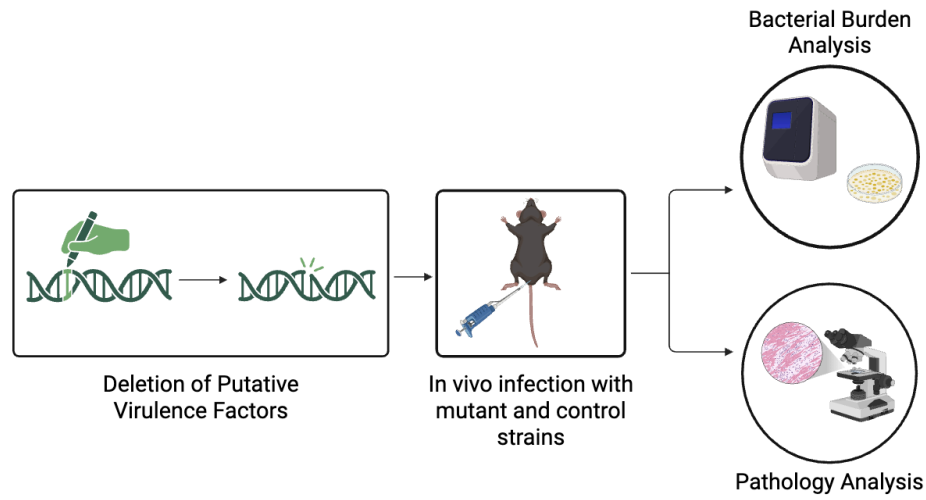 Bacterial Burden
Analysis
Deletion of Putative
Virulence Factors
In vivo infection with
mutant and control
strains
Pathology Analysis